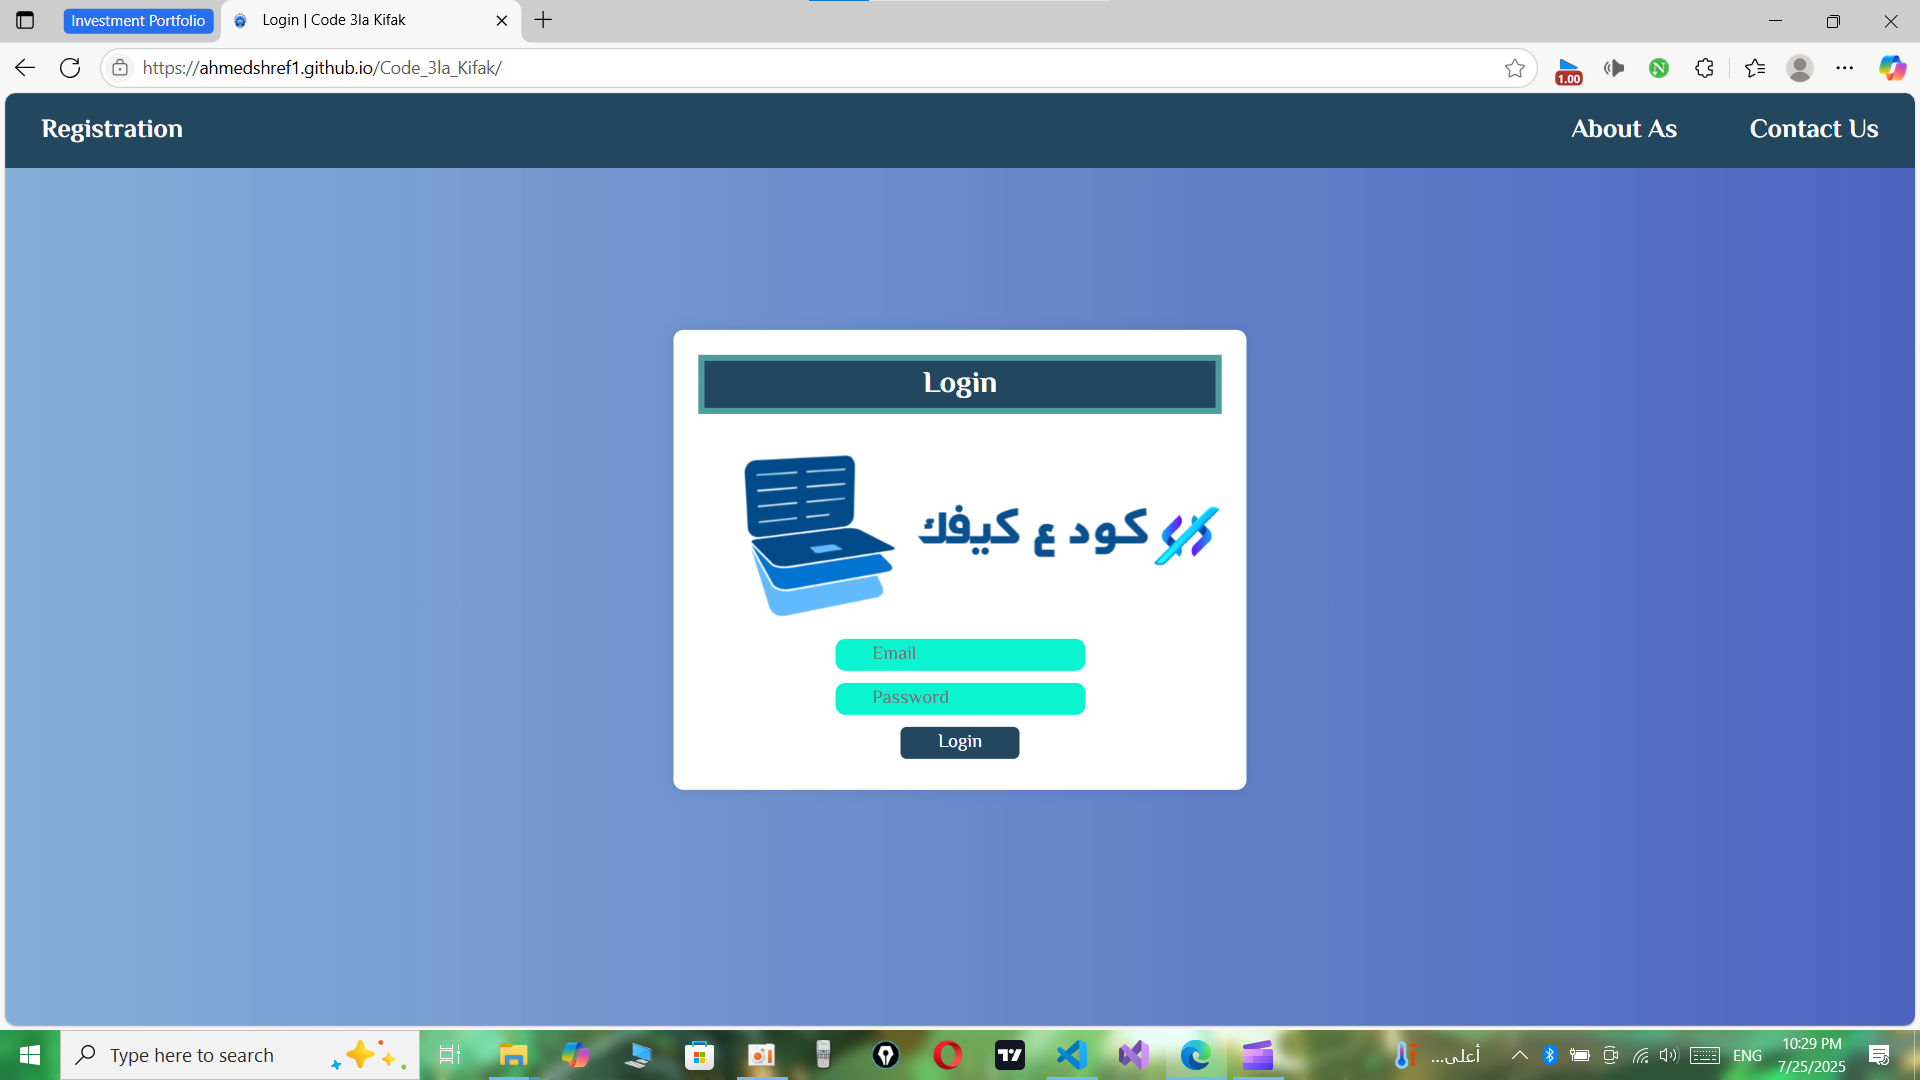 Investment Portfolio
Login | Code 3la Kifak
https://ahmedshref1.github.io/Code_3la_Kifak/
1.00
N
Registration
About As
Contact Us
Login
كود ع كيفك
Email
Password
Login
Type here to search
أعلى...
ENG
10:29 PM
7/25/2025